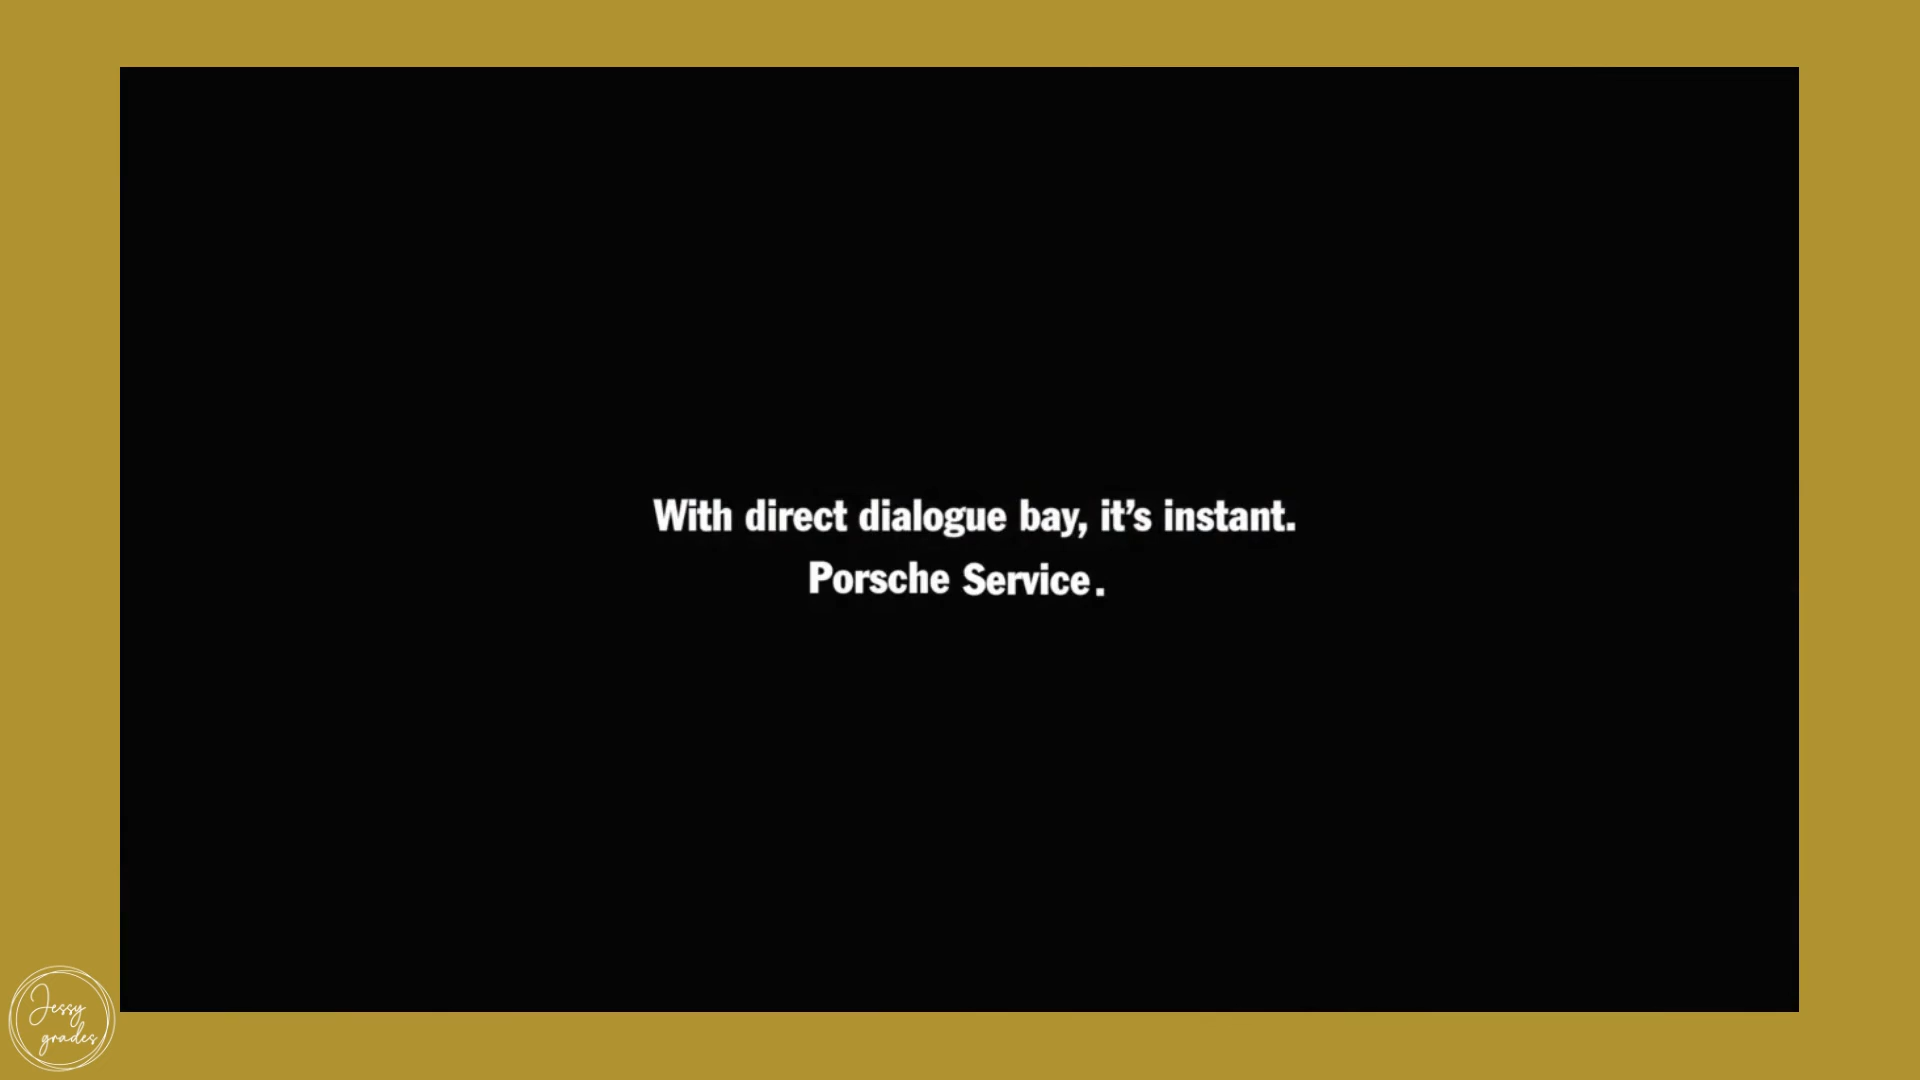 With direct dialogue bay, it’s instant.
Porsche Service.
Jessy
grades